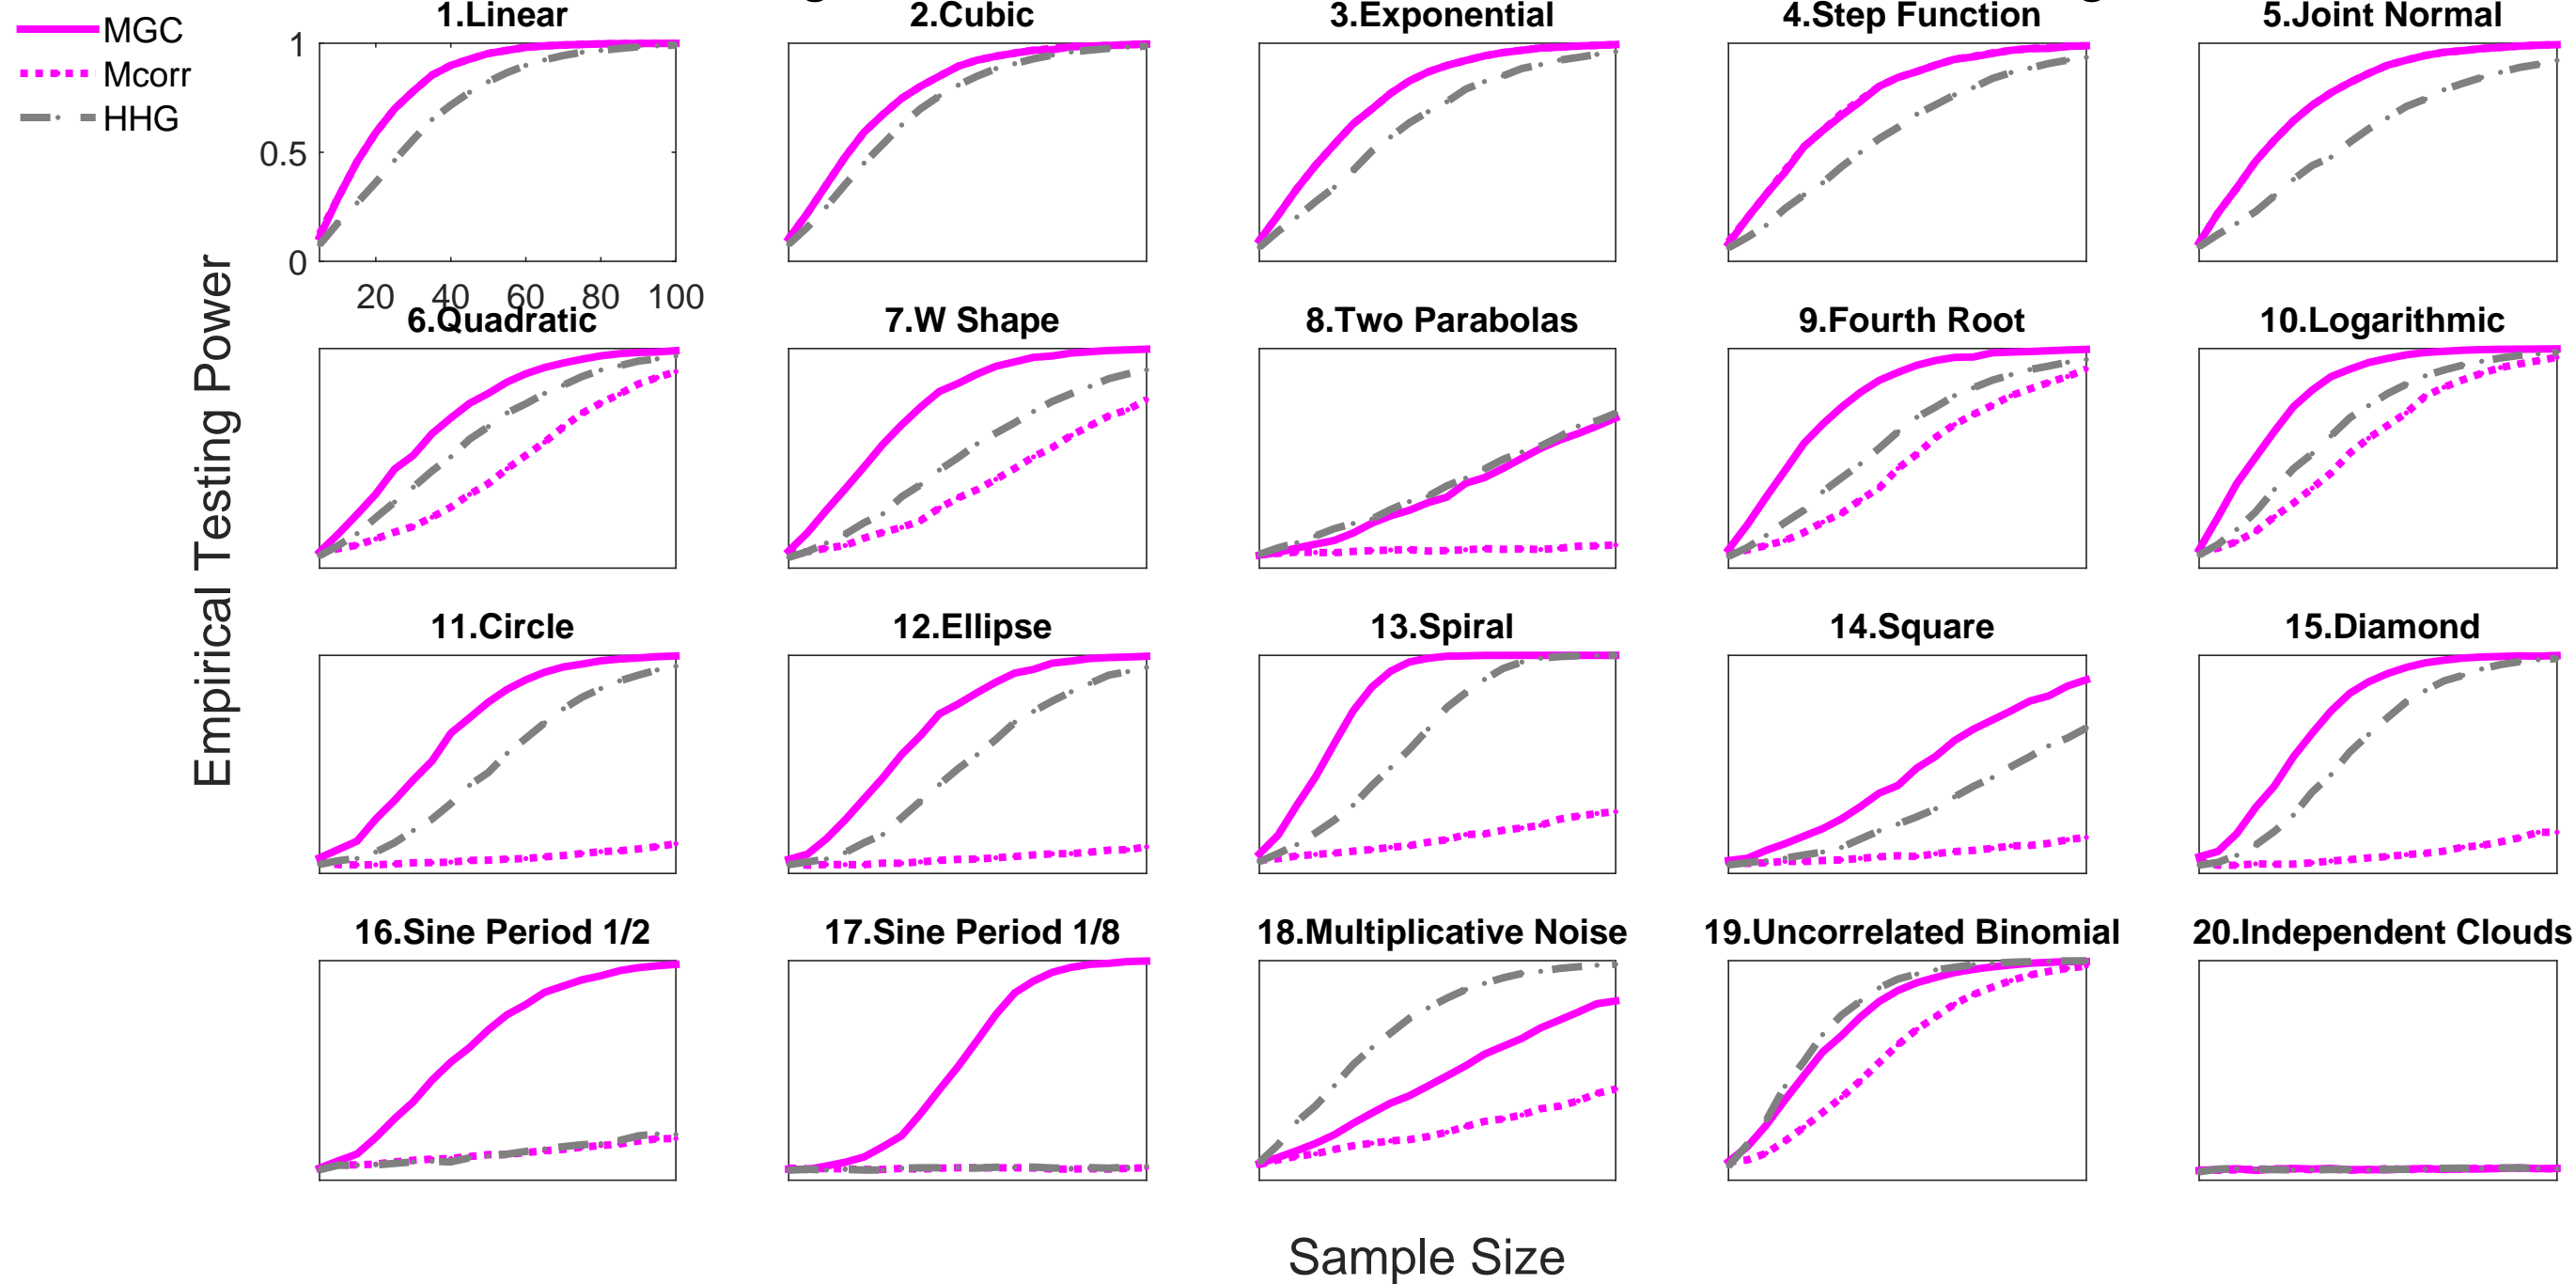 MGC
Mcorr
HHG
1.Linear
2.Cubic
3.Exponential
4.Step Function
5.Joint Normal
1
0.5
0
20 40 60 80 100
Empirical Testing Power
6.Quadratic
7.W Shape
8.Two Parabolas
9.Fourth Root
10.Logarithmic
11.Circle
12.Ellipse
13.Spiral
14.Square
15.Diamond
16.Sine Period 1/2
17.Sine Period 1/8
18.Multiplicative Noise
19.Uncorrelated Binomial
20.Independent Clouds
Sample Size